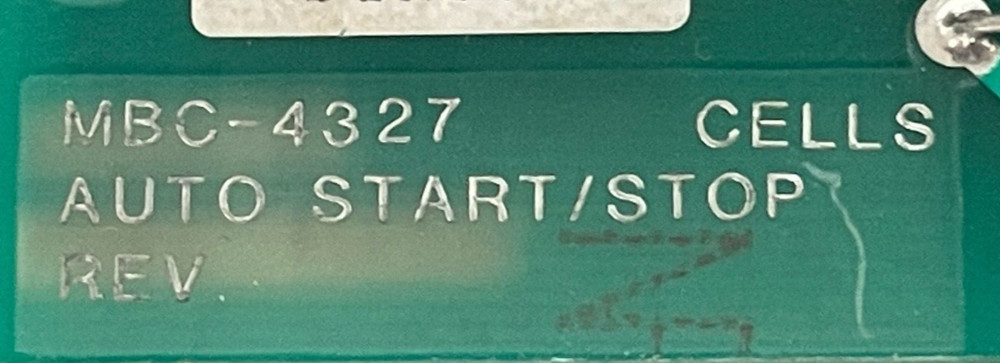 MBC-4327 CELLS
AUTO START/STOP
REV.